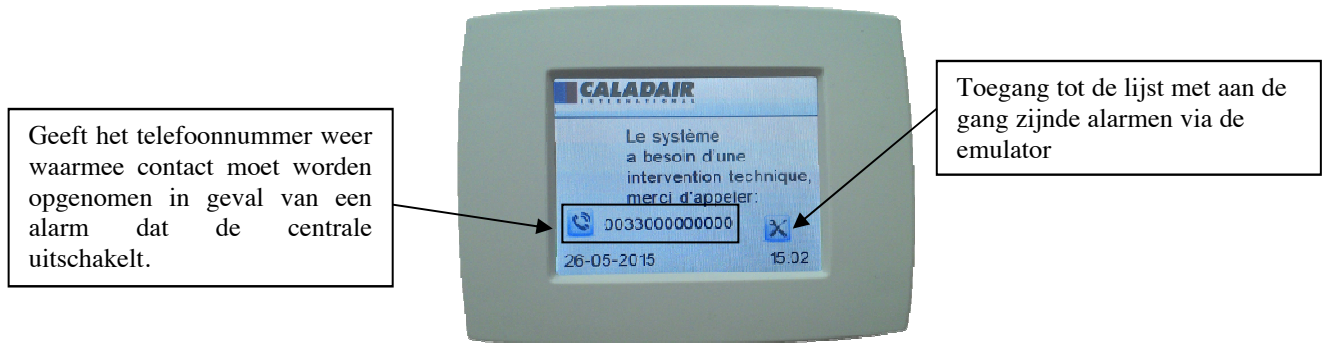 Geeft het telefoonnummer weer
waarmee contact moet worden
opgenomen in geval van een
alarm dat de centrale
uitschakelt.
CALADAIR
INTERNATIONAL
Le système
a besoin d'une
intervention technique,
merci d'appeler:
0033000000000
26-05-2015
15:02
Toegang tot de lijst met aan de
gang zijnde alarmen via de
emulator